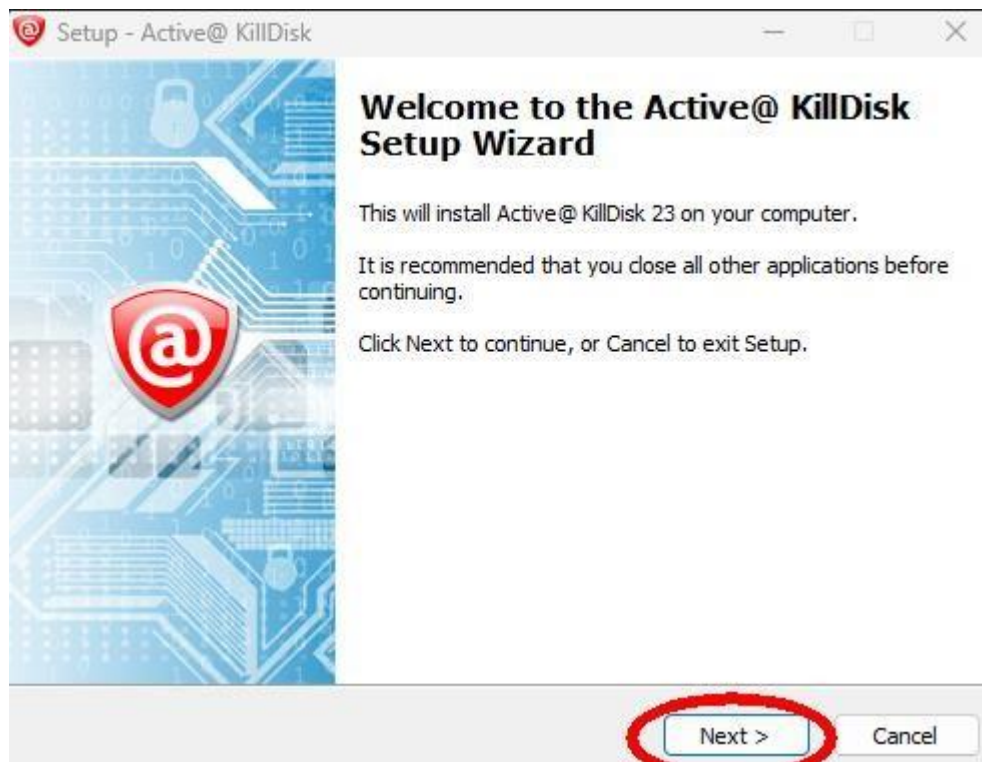 Setup - Active@ KillDisk
Welcome to the Active@ KillDisk
Setup Wizard
This will install Active@ KillDisk 23 on your computer.
It is recommended that you close all other applications before
continuing.
Click Next to continue, or Cancel to exit Setup.
Next >
Cancel